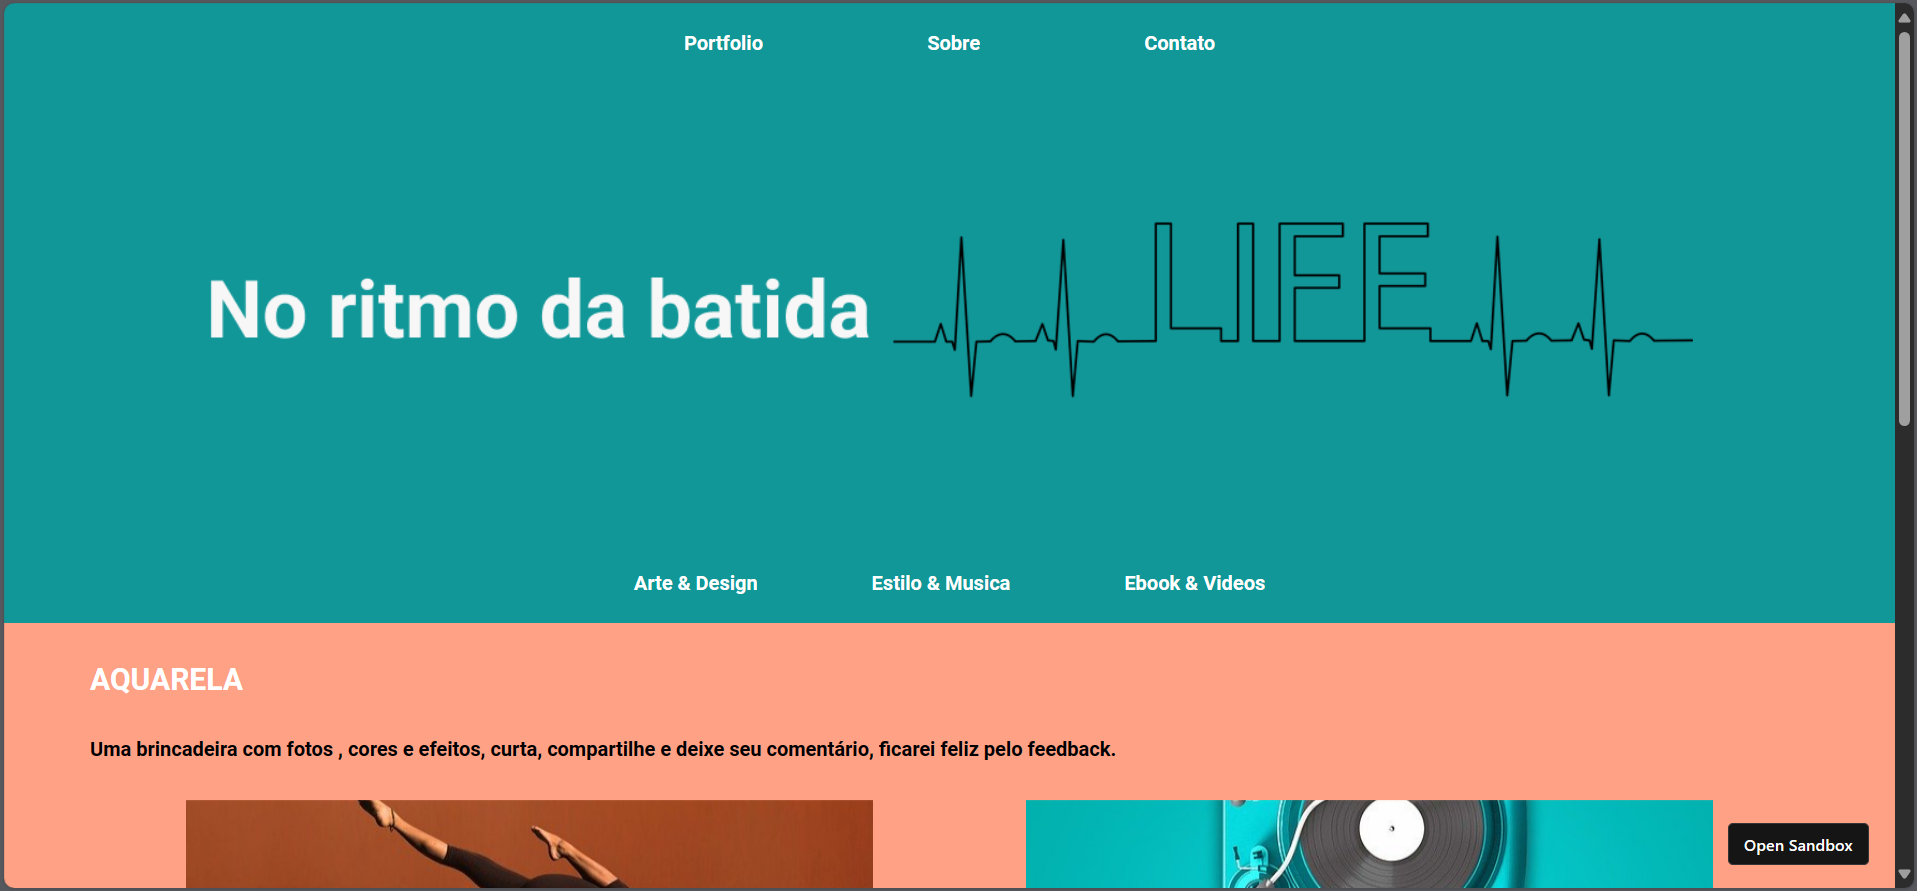 Portfolio Sobre Contato
No ritmo da batida LIFE
Arte & Design Estilo & Musica Ebook & Videos
AQUARELA
Uma brincadeira com fotos , cores e efeitos, curta, compartilhe e deixe seu comentário, ficarei feliz pelo feedback.
Open Sandbox